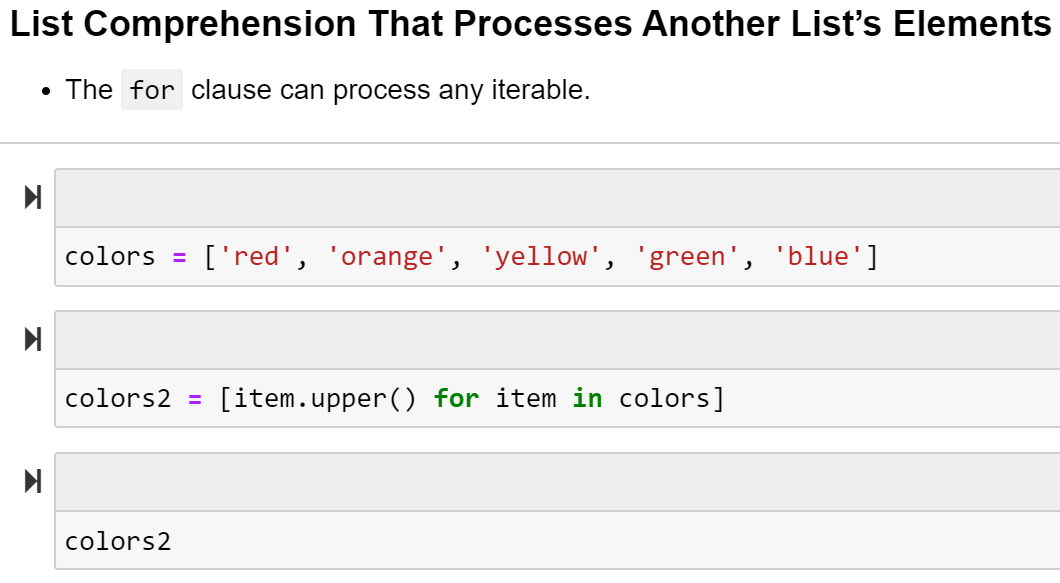 List Comprehension That Processes Another List’s Elements
• The for clause can process any iterable.
colors = ['red', 'orange', 'yellow', 'green', 'blue']
colors2 = [item.upper() for item in colors]
colors2